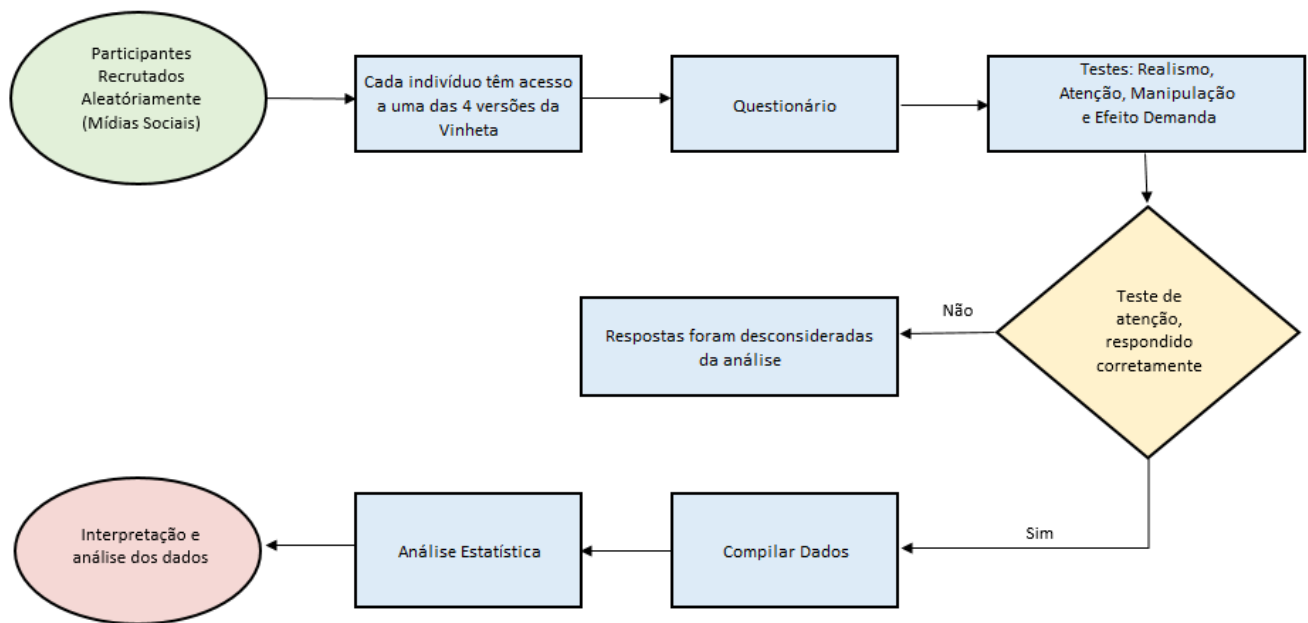 Participantes
Recrutados
Aleatóriamente
(Mídias Sociais)
Cada indivíduo têm acesso
a uma das 4 versões da
Vinheta
Questionário
Testes: Realismo,
Atenção, Manipulação
e Efeito Demanda
Teste de
atenção,
respondido
corretamente
Não
Respostas foram desconsideradas
da análise
Sim
Compilar Dados
Análise Estatística
Interpretação e
análise dos dados